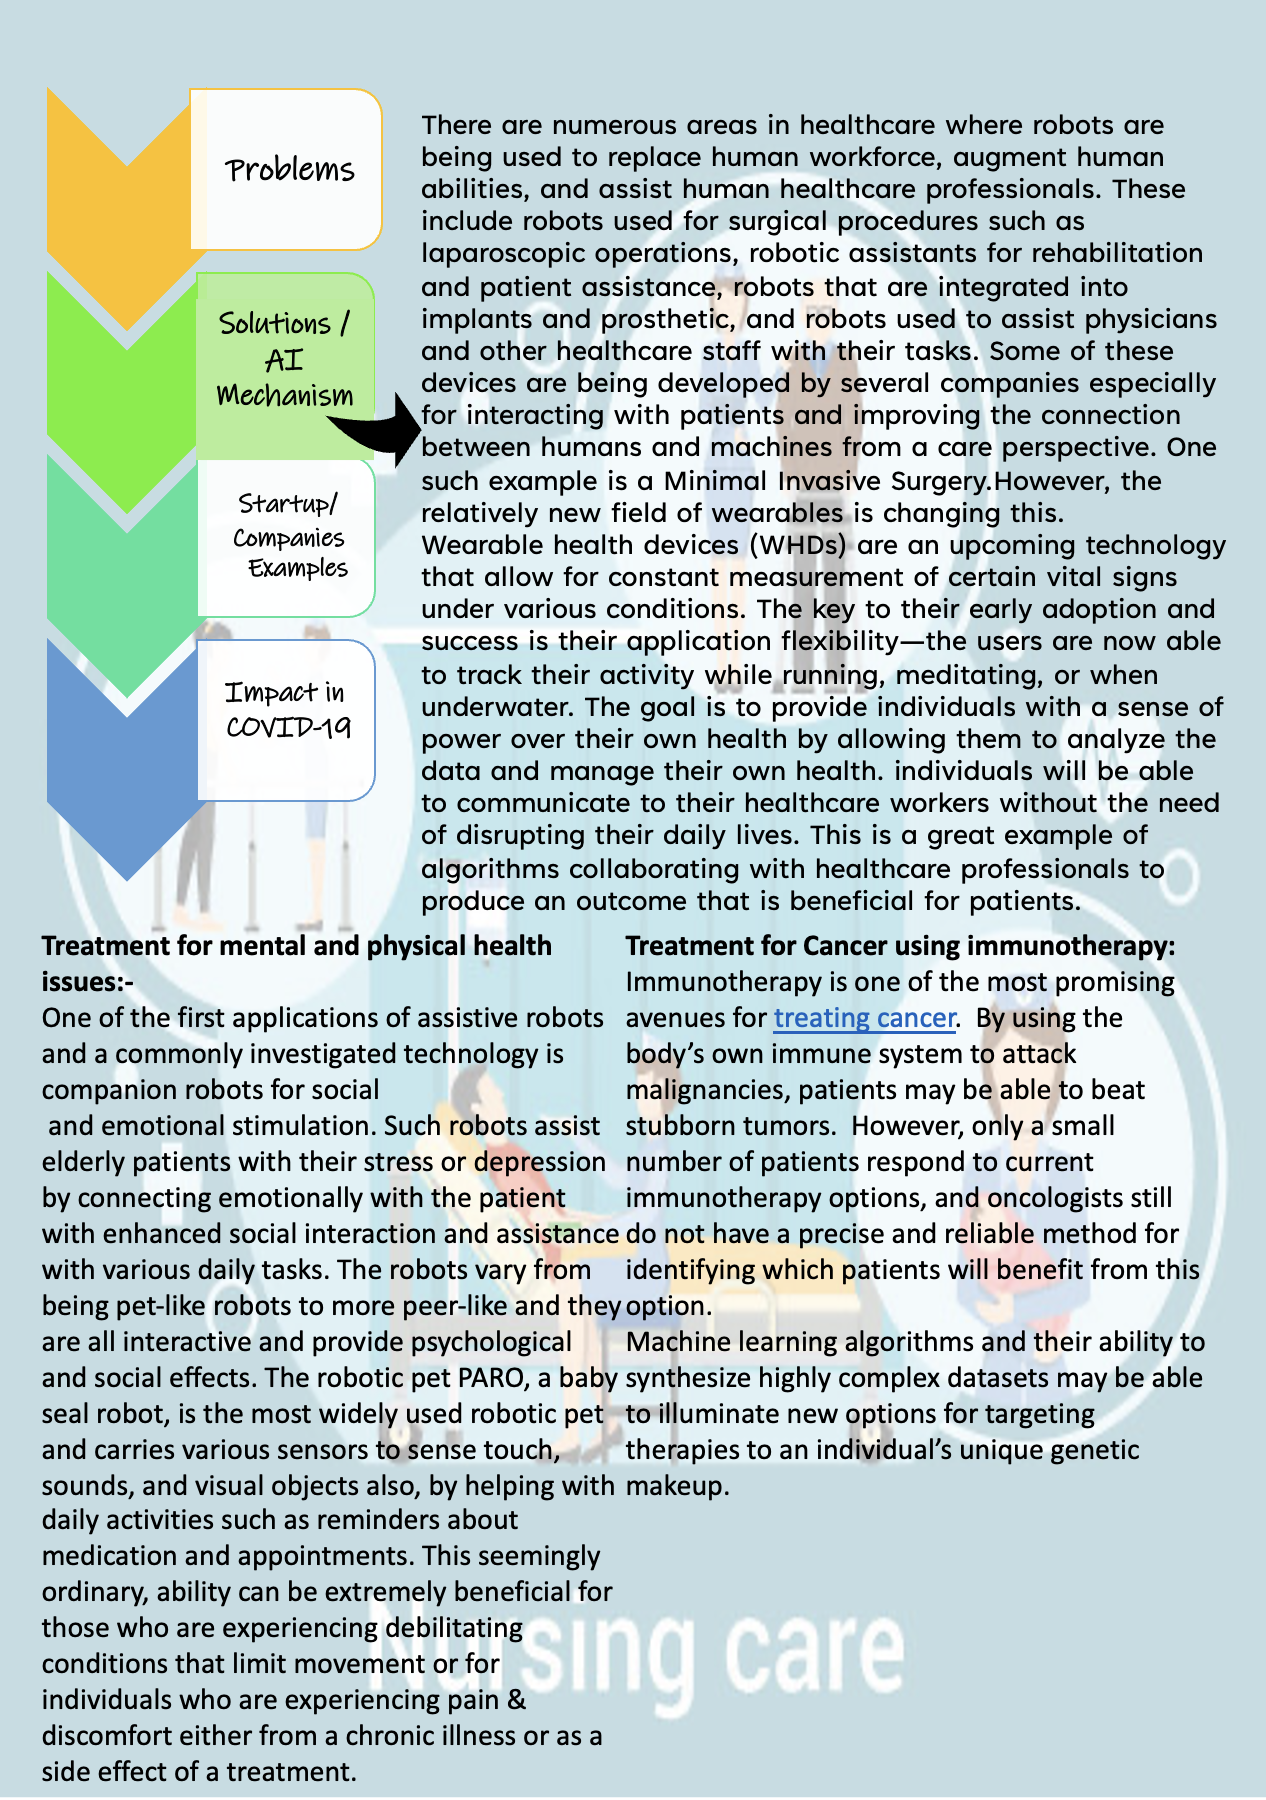 Problems
Solutions /
AI
Mechanism
Startup/
Companies
Examples
Impact in
COVID-19
There are numerous areas in healthcare where robots are
being used to replace human workforce, augment human
abilities, and assist human healthcare professionals. These
include robots used for surgical procedures such as
laparoscopic operations, robotic assistants for rehabilitation
and patient assistance, robots that are integrated into
implants and prosthetic, and robots used to assist physicians
and other healthcare staff with their tasks. Some of these
devices are being developed by several companies especially
for interacting with patients and improving the connection
between humans and machines from a care perspective. One
such example is a Minimal Invasive Surgery.However, the
relatively new field of wearables is changing this.
Wearable health devices (WHDs) are an upcoming technology
that allow for constant measurement of certain vital signs
under various conditions. The key to their early adoption and
success is their application flexibility—the users are now able
to track their activity while running, meditating, or when
underwater. The goal is to provide individuals with a sense of
power over their own health by allowing them to analyze the
data and manage their own health. individuals will be able
to communicate to their healthcare workers without the need
of disrupting their daily lives. This is a great example of
algorithms collaborating with healthcare professionals to
produce an outcome that is beneficial for patients.
Treatment for mental and physical health
issues:-
One of the first applications of assistive robots
and a commonly investigated technology is
companion robots for social
and emotional stimulation. Such robots assist
elderly patients with their stress or depression
by connecting emotionally with the patient
with enhanced social interaction and assistance
with various daily tasks. The robots vary from
being pet-like robots to more peer-like and they
are all interactive and provide psychological
and social effects. The robotic pet PARO, a baby
seal robot, is the most widely used robotic pet
and carries various sensors to sense touch,
sounds, and visual objects also, by helping with
daily activities such as reminders about
medication and appointments. This seemingly
ordinary, ability can be extremely beneficial for
those who are experiencing debilitating
conditions that limit movement or for
individuals who are experiencing pain &
discomfort either from a chronic illness or as a
side effect of a treatment.
Treatment for Cancer using immunotherapy:
Immunotherapy is one of the most promising
avenues for treating cancer. By using the
body’s own immune system to attack
malignancies, patients may be able to beat
stubborn tumors. However, only a small
number of patients respond to current
immunotherapy options, and oncologists still
do not have a precise and reliable method for
identifying which patients will benefit from this
option.
Machine learning algorithms and their ability to
synthesize highly complex datasets may be able
to illuminate new options for targeting
therapies to an individual’s unique genetic
makeup.
Nursing care